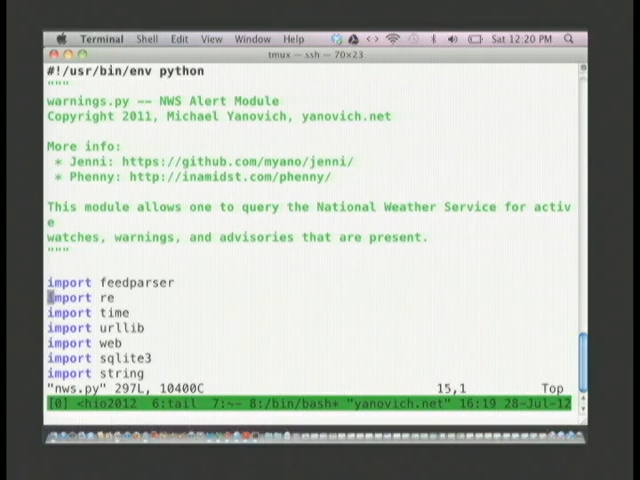 Terminal Shell Edit View Window Help Sat 12:20 PM
tmux — ssh — 70×23
#!/usr/bin/env python
"""
warnings.py -- NWS Alert Module
Copyright 2011, Michael Yanovich, yanovich.net
More info:
* Jenni: https://github.com/myano/jenni/
* Phenny: http://inamidst.com/phenny/
This module allows one to query the National Weather Service for activ
e
watches, warnings, and advisories that are present.
"""
import feedparser
import re
import time
import urllib
import web
import sqlite3
import string
"nws.py" 297L, 10400C 15,1 Top
[0] <hio2012 6:tail 7:~- 8:/bin/bash* "yanovich.net" 16:19 28-Jul-12